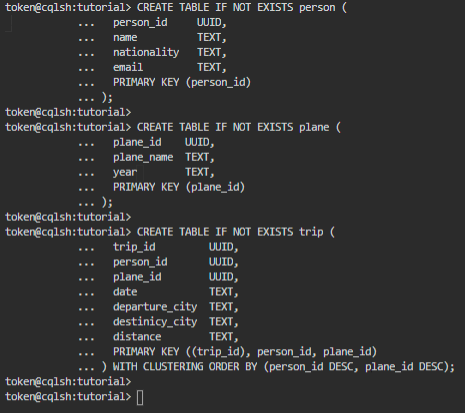 token@cqlsh:tutorial> CREATE TABLE IF NOT EXISTS person (
... person_id UUID,
... name TEXT,
... nationality TEXT,
... email TEXT,
... PRIMARY KEY (person_id)
... );
token@cqlsh:tutorial>
token@cqlsh:tutorial> CREATE TABLE IF NOT EXISTS plane (
... plane_id UUID,
... plane_name TEXT,
... year TEXT,
... PRIMARY KEY (plane_id)
... );
token@cqlsh:tutorial>
token@cqlsh:tutorial> CREATE TABLE IF NOT EXISTS trip (
... trip_id UUID,
... person_id UUID,
... plane_id UUID,
... date TEXT,
... departure_city TEXT,
... destinicy_city TEXT,
... distance TEXT,
... PRIMARY KEY ((trip_id), person_id, plane_id)
... ) WITH CLUSTERING ORDER BY (person_id DESC, plane_id DESC);
token@cqlsh:tutorial>
token@cqlsh:tutorial>